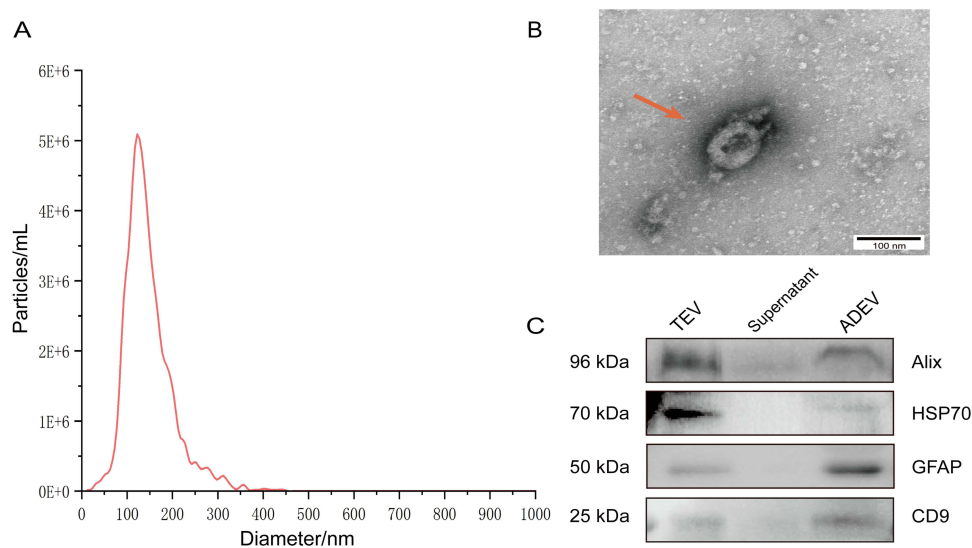 A
6E+6
5E+6
4E+6
3E+6
2E+6
1E+6
0E+0
Particles/mL
0 100 200 300 400 500 600 700 800 900 1000
Diameter/nm
B
100 nm
C
TEV Supernatant ADEV
96 kDa Alix
70 kDa HSP70
50 kDa GFAP
25 kDa CD9